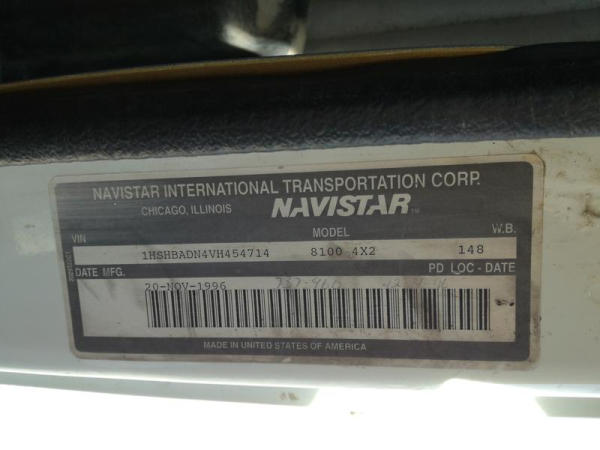 NAVISTAR INTERNATIONAL TRANSPORTATION CORP.
CHICAGO, ILLINOIS NAVISTAR
VIN MODEL W.B.
1HSHBADN4VH454714 8100 4X2 148
DATE MFG. PD LOC - DATE
20-NOV-1996
MADE IN UNITED STATES OF AMERICA